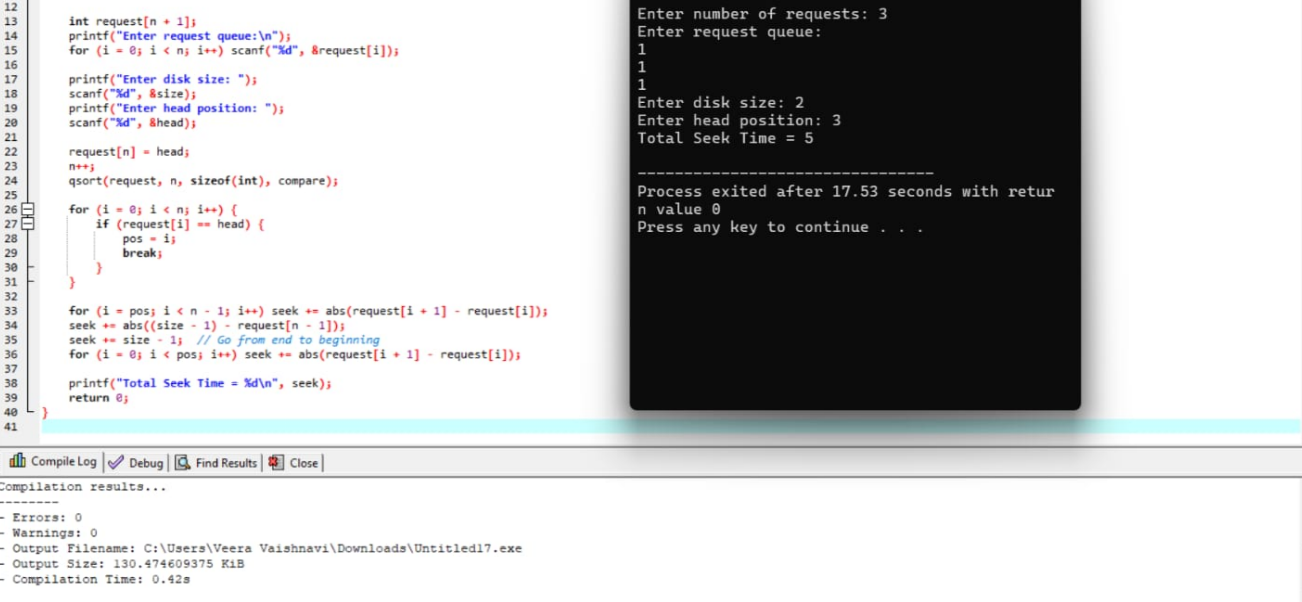 12
13 int request[n + 1];
14 printf("Enter request queue:\n");
15 for (i = 0; i < n; i++) scanf("%d", &request[i]);
16
17 printf("Enter disk size: ");
18 scanf("%d", &size);
19 printf("Enter head position: ");
20 scanf("%d", &head);
21
22 request[n] = head;
23 n++;
24 qsort(request, n, sizeof(int), compare);
25
26 for (i = 0; i < n; i++) {
27 if (request[i] == head) {
28 pos = i;
29 break;
30 }
31 }
32
33 for (i = pos; i < n - 1; i++) seek += abs(request[i + 1] - request[i]);
34 seek += abs((size - 1) - request[n - 1]);
35 seek += size - 1; // Go from end to beginning
36 for (i = 0; i < pos; i++) seek += abs(request[i + 1] - request[i]);
37
38 printf("Total Seek Time = %d\n", seek);
39 return 0;
40 }
41
Enter number of requests: 3
Enter request queue:
1
1
1
Enter disk size: 2
Enter head position: 3
Total Seek Time = 5
--------------------------------
Process exited after 17.53 seconds with retur
n value 0
Press any key to continue . . .
Compile Log Debug Find Results Close
Compilation results...
--------
- Errors: 0
- Warnings: 0
- Output Filename: C:\Users\Veera Vaishnavi\Downloads\Untitled17.exe
- Output Size: 130.474609375 KiB
- Compilation Time: 0.42s